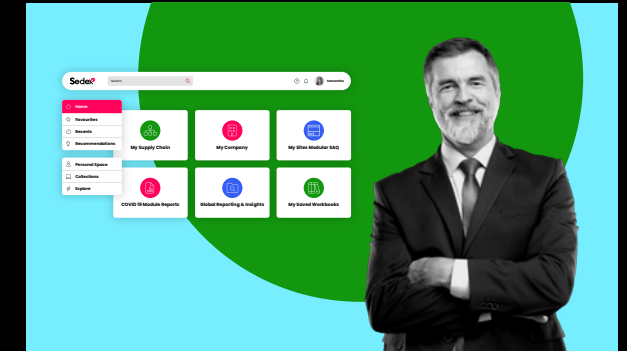 Sedex
Search
Samantha
Home
Favourites
Recents
Recommendations
Personal Space
Collections
Explore
My Supply Chain
My Company
My Sites Modular SAQ
COVID 19 Module Reports
Global Reporting & Insights
My Saved Workbooks